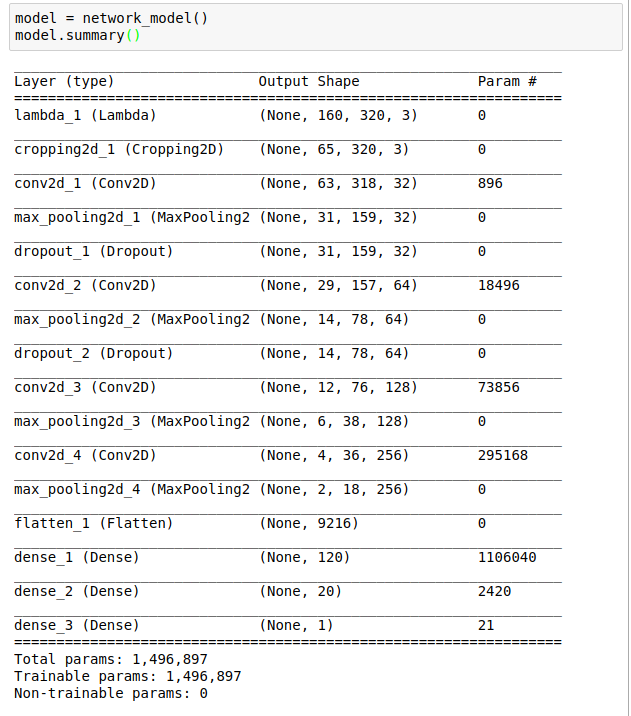 model = network_model()
model.summary()
Layer (type) Output Shape Param #
=================================================================
lambda_1 (Lambda) (None, 160, 320, 3) 0
cropping2d_1 (Cropping2D) (None, 65, 320, 3) 0
conv2d_1 (Conv2D) (None, 63, 318, 32) 896
max_pooling2d_1 (MaxPooling2 (None, 31, 159, 32) 0
dropout_1 (Dropout) (None, 31, 159, 32) 0
conv2d_2 (Conv2D) (None, 29, 157, 64) 18496
max_pooling2d_2 (MaxPooling2 (None, 14, 78, 64) 0
dropout_2 (Dropout) (None, 14, 78, 64) 0
conv2d_3 (Conv2D) (None, 12, 76, 128) 73856
max_pooling2d_3 (MaxPooling2 (None, 6, 38, 128) 0
conv2d_4 (Conv2D) (None, 4, 36, 256) 295168
max_pooling2d_4 (MaxPooling2 (None, 2, 18, 256) 0
flatten_1 (Flatten) (None, 9216) 0
dense_1 (Dense) (None, 120) 1106040
dense_2 (Dense) (None, 20) 2420
dense_3 (Dense) (None, 1) 21
=================================================================
Total params: 1,496,897
Trainable params: 1,496,897
Non-trainable params: 0